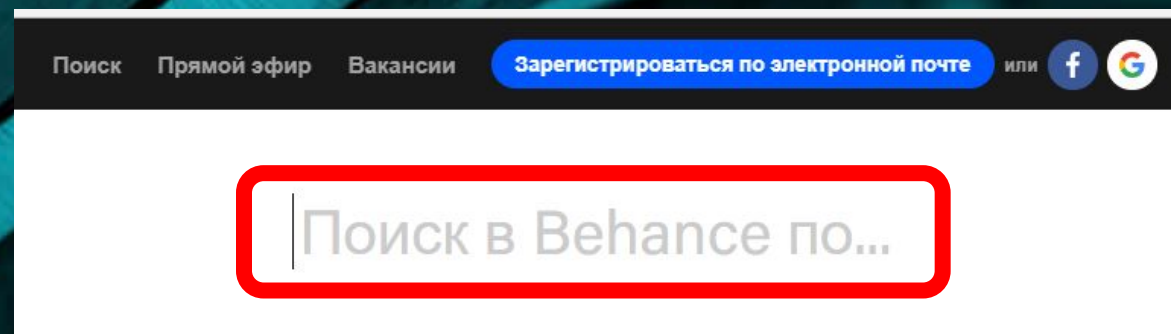 Поиск Прямой эфир Вакансии Зарегистрироваться по электронной почте или f G
Поиск в Behance по...